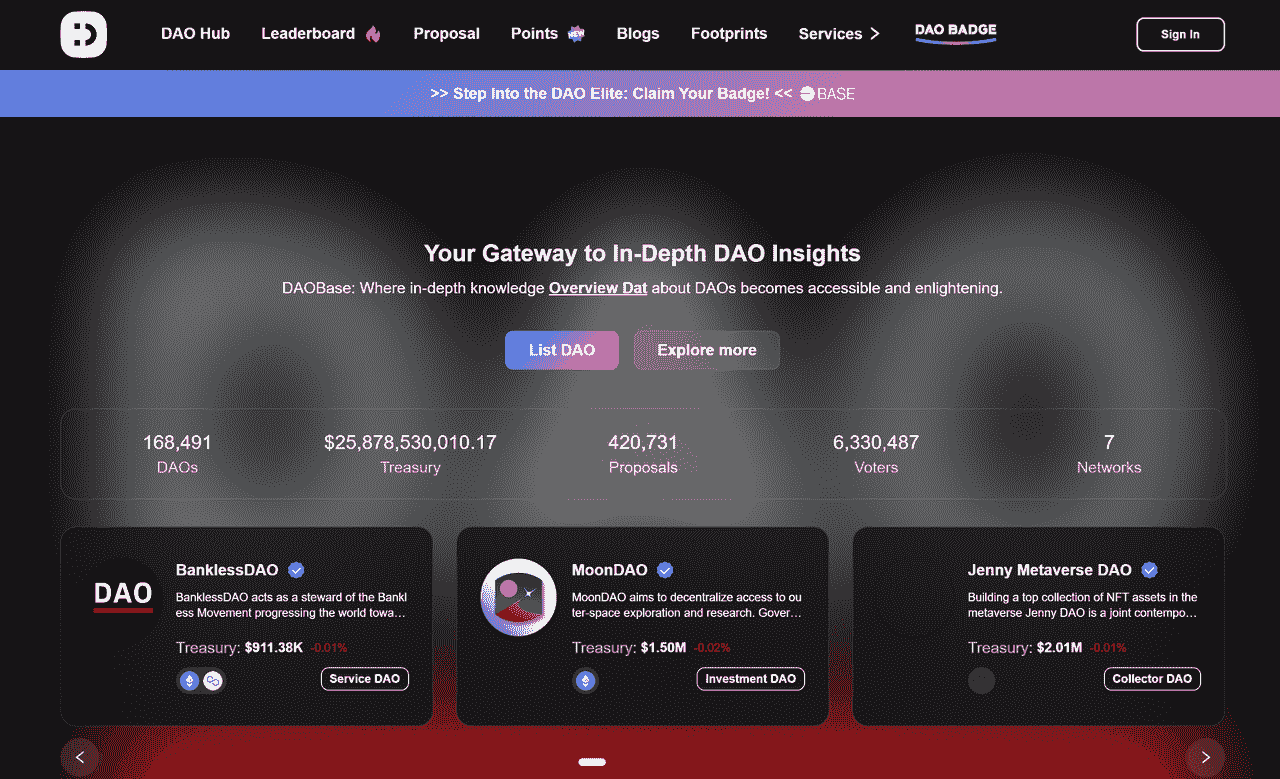 DAO Hub Leaderboard Proposal Points NEW Blogs Footprints Services DAO BADGE Sign In
>> Step Into the DAO Elite: Claim Your Badge! << BASE
Your Gateway to In-Depth DAO Insights
DAOBase: Where in-depth knowledge Overview Dat about DAOs becomes accessible and enlightening.
List DAO Explore more
168,491 $25,878,530,010.17 420,731 6,330,487 7
DAOs Treasury Proposals Voters Networks
DAO
BanklessDAO
BanklessDAO acts as a steward of the Bankl
ess Movement progressing the world towa...
Treasury: $911.38K -0.01%
Service DAO
MoonDAO
MoonDAO aims to decentralize access to ou
ter-space exploration and research. Gover...
Treasury: $1.50M -0.02%
Investment DAO
Jenny Metaverse DAO
Building a top collection of NFT assets in the
metaverse Jenny DAO is a joint contempo...
Treasury: $2.01M -0.01%
Collector DAO